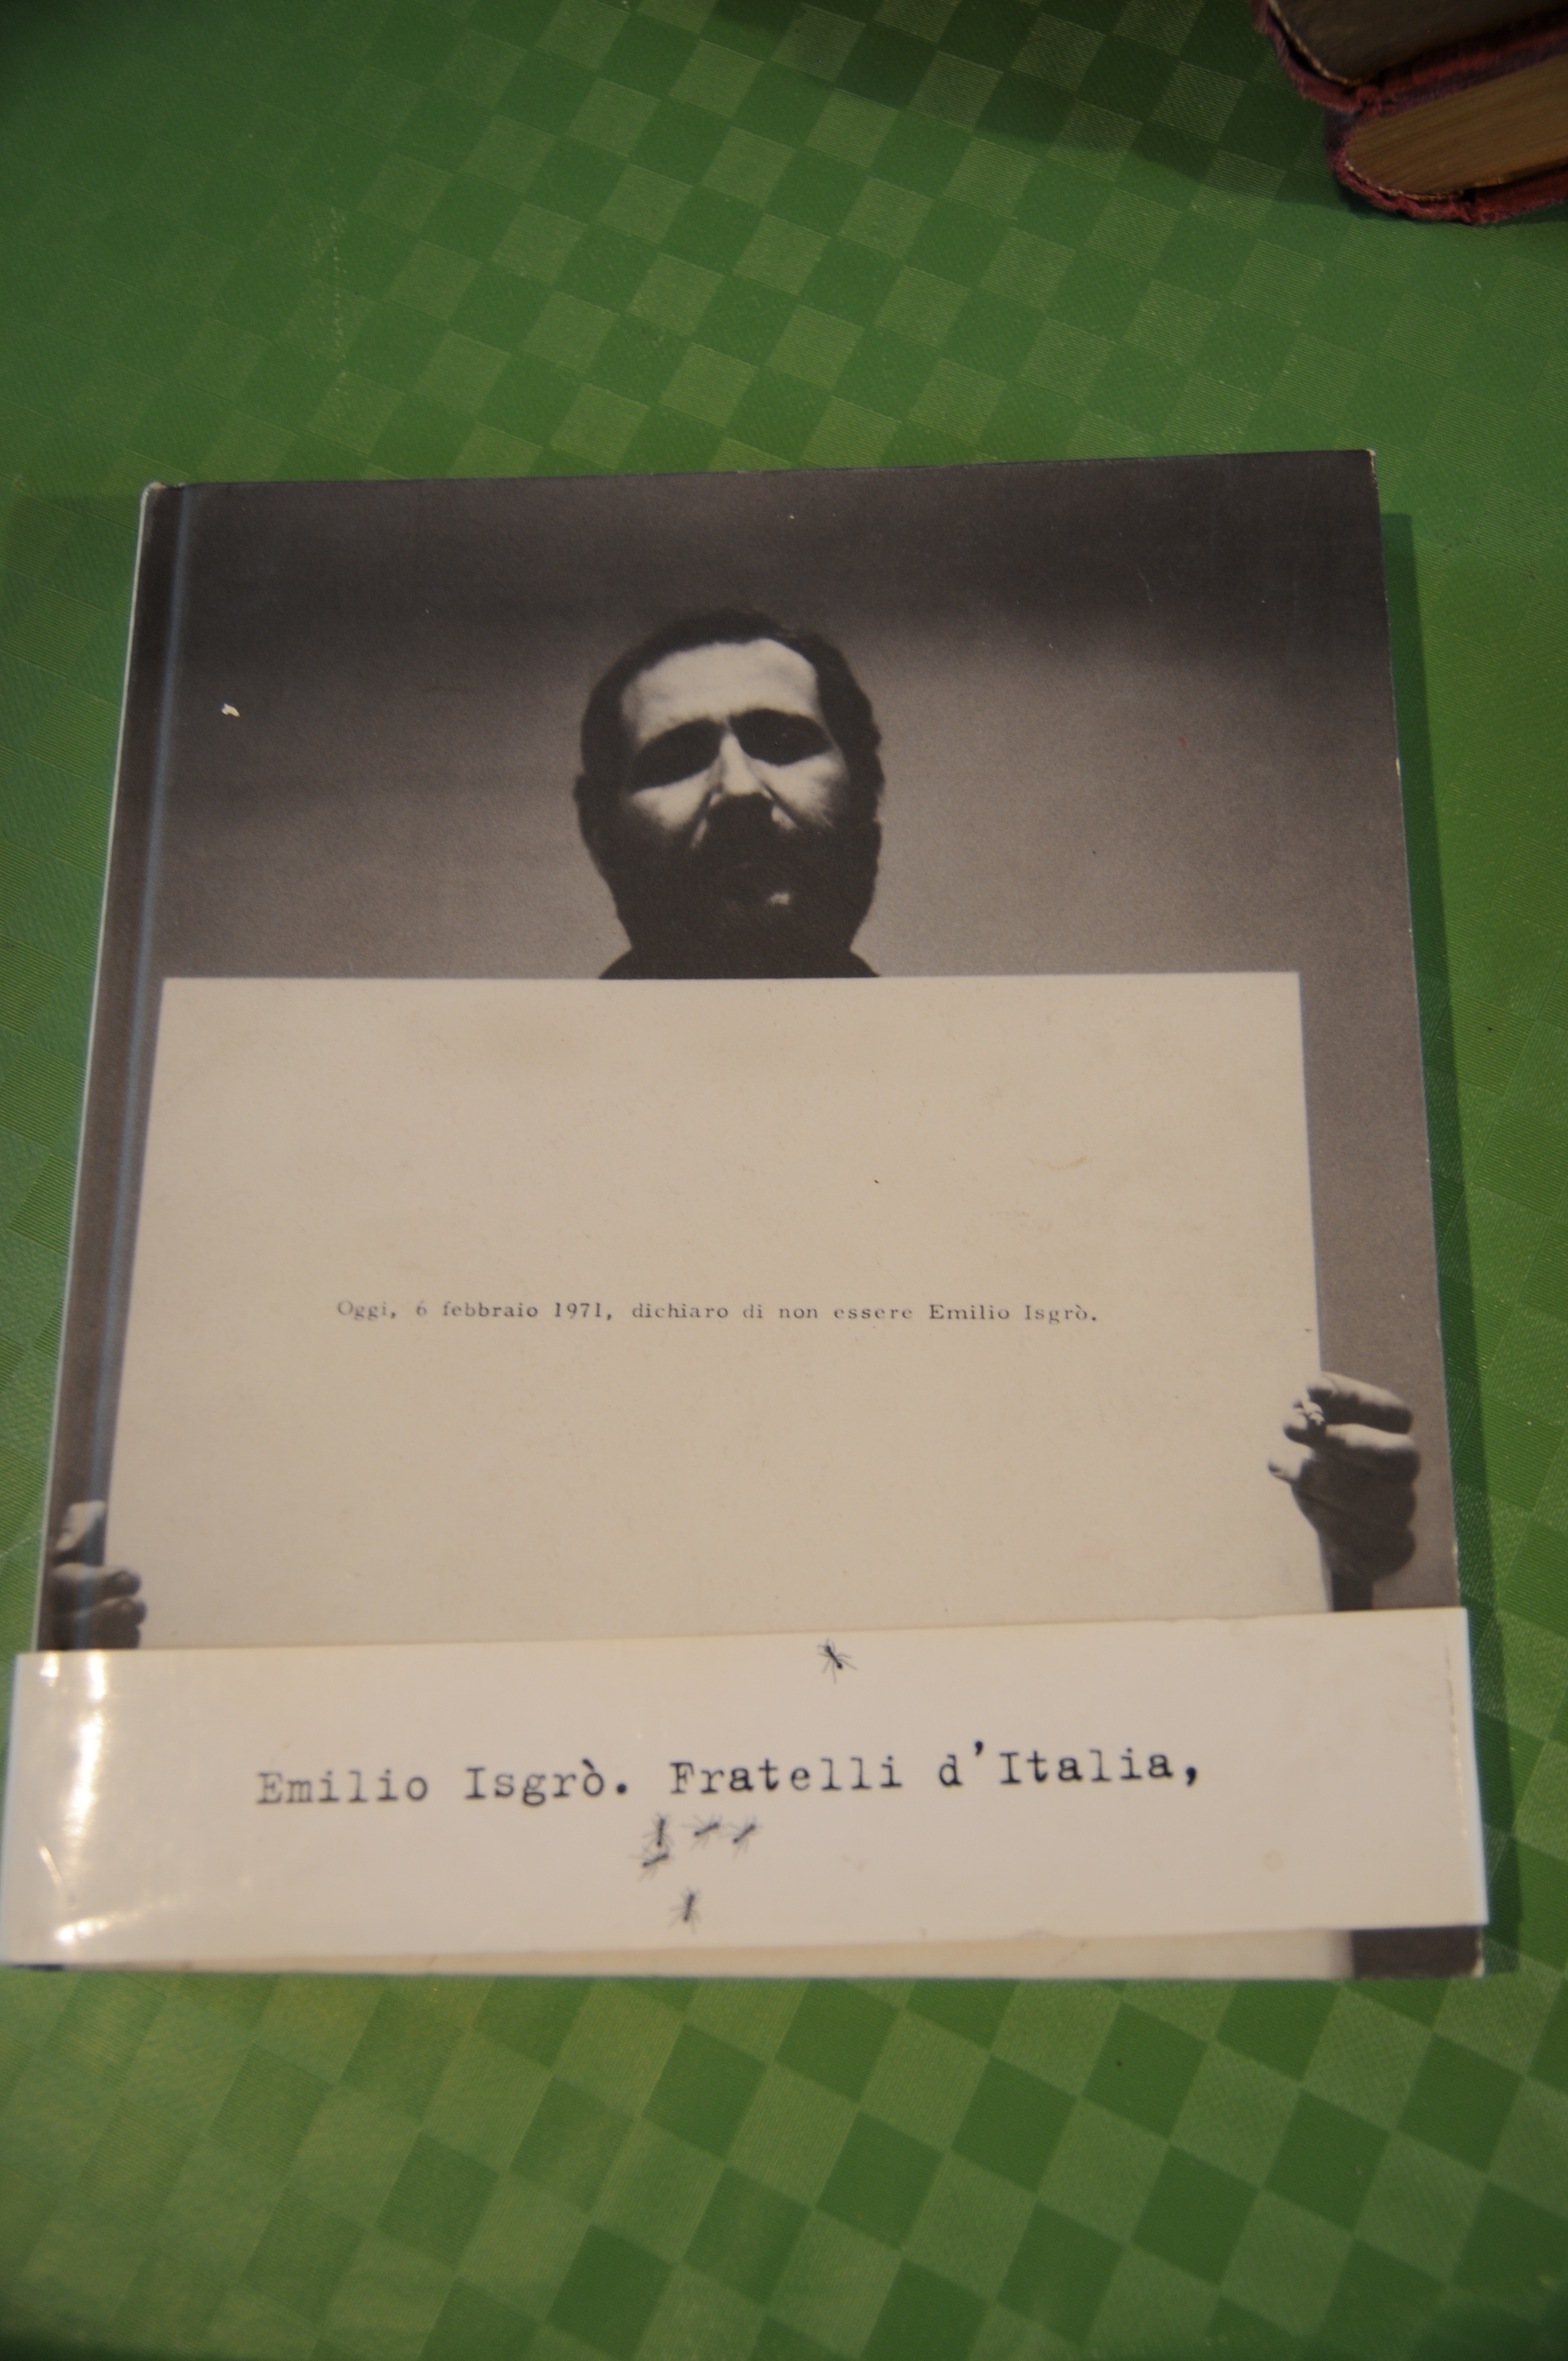 Oggi, 6 febbraio 1971, dichiaro di non essere Emilio Isgrò.
Emilio Isgrò. Fratelli d'Italia,